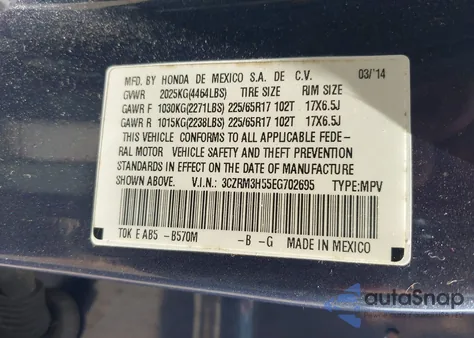 MFD. BY HONDA DE MEXICO S.A. DE C.V. 03/'14
GVWR 2025KG(4464LBS) TIRE SIZE RIM SIZE
GAWR F 1030KG(2271LBS) 225/65R17 102T 17X6.5J
GAWR R 1015KG(2238LBS) 225/65R17 102T 17X6.5J
THIS VEHICLE CONFORMS TO ALL APPLICABLE FEDE-
RAL MOTOR VEHICLE SAFETY AND THEFT PREVENTION
STANDARDS IN EFFECT ON THE DATE OF MANUFACTURE
SHOWN ABOVE. V.I.N.: 3CZRM3H55EG702695 TYPE:MPV
TOK E AB5 -B570M -B -G MADE IN MEXICO
autoSnap